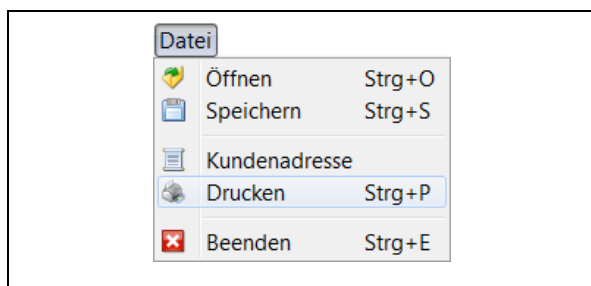 Datei
Öffnen Strg+O
Speichern Strg+S
Kundenadresse
Drucken Strg+P
Beenden Strg+E